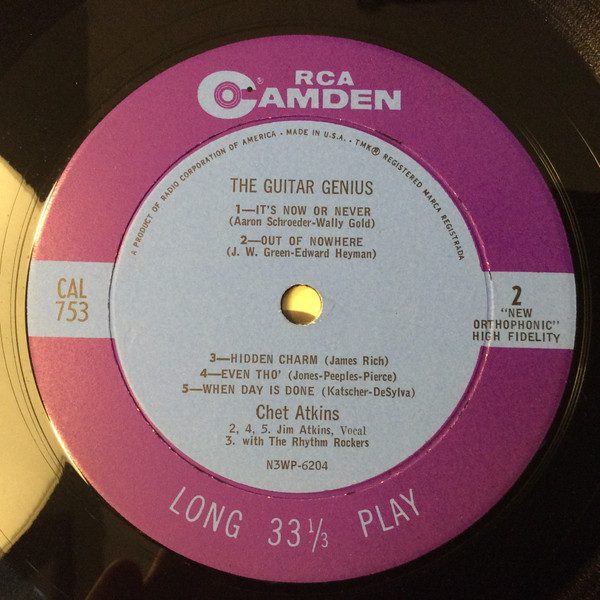 RCA
CAMDEN
A PRODUCT OF RADIO CORPORATION OF AMERICA • MADE IN U.S.A. • TMK® REGISTERED MARCA REGISTRADA
THE GUITAR GENIUS
1—IT'S NOW OR NEVER
(Aaron Schroeder-Wally Gold)
2—OUT OF NOWHERE
(J. W. Green-Edward Heyman)
CAL
753
2
"NEW
ORTHOPHONIC"
HIGH FIDELITY
3—HIDDEN CHARM (James Rich)
4—EVEN THO' (Jones-Peeples-Pierce)
5—WHEN DAY IS DONE (Katscher-DeSylva)
Chet Atkins
2, 4, 5. Jim Atkins, Vocal
3. with The Rhythm Rockers
N3WP-6204
LONG 33 1/3 PLAY